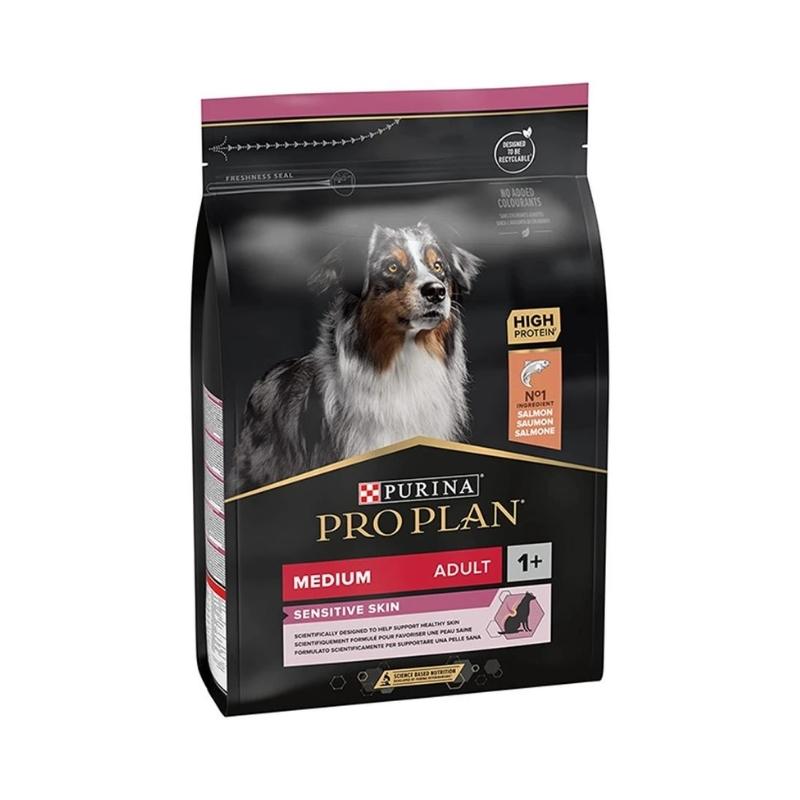 DESIGNED
TO BE
RECYCLABLE
FRESHNESS SEAL
NO ADDED
COLOURANTS
HIGH
PROTEIN
Nº1
INGREDIENT
SALMON
SAUMON
SALMONE
PURINA®
PRO PLAN®
MEDIUM ADULT 1+
SENSITIVE SKIN
SCIENTIFICALLY DESIGNED TO HELP SUPPORT HEALTHY SKIN
SCIENTIFIQUEMENT FORMULÉ POUR FAVORISER UNE PEAU SAINE
FORMULATO SCIENTIFICAMENTE PER SUPPORTARE UNA PELLE SANA
SCIENCE BASED NUTRITION